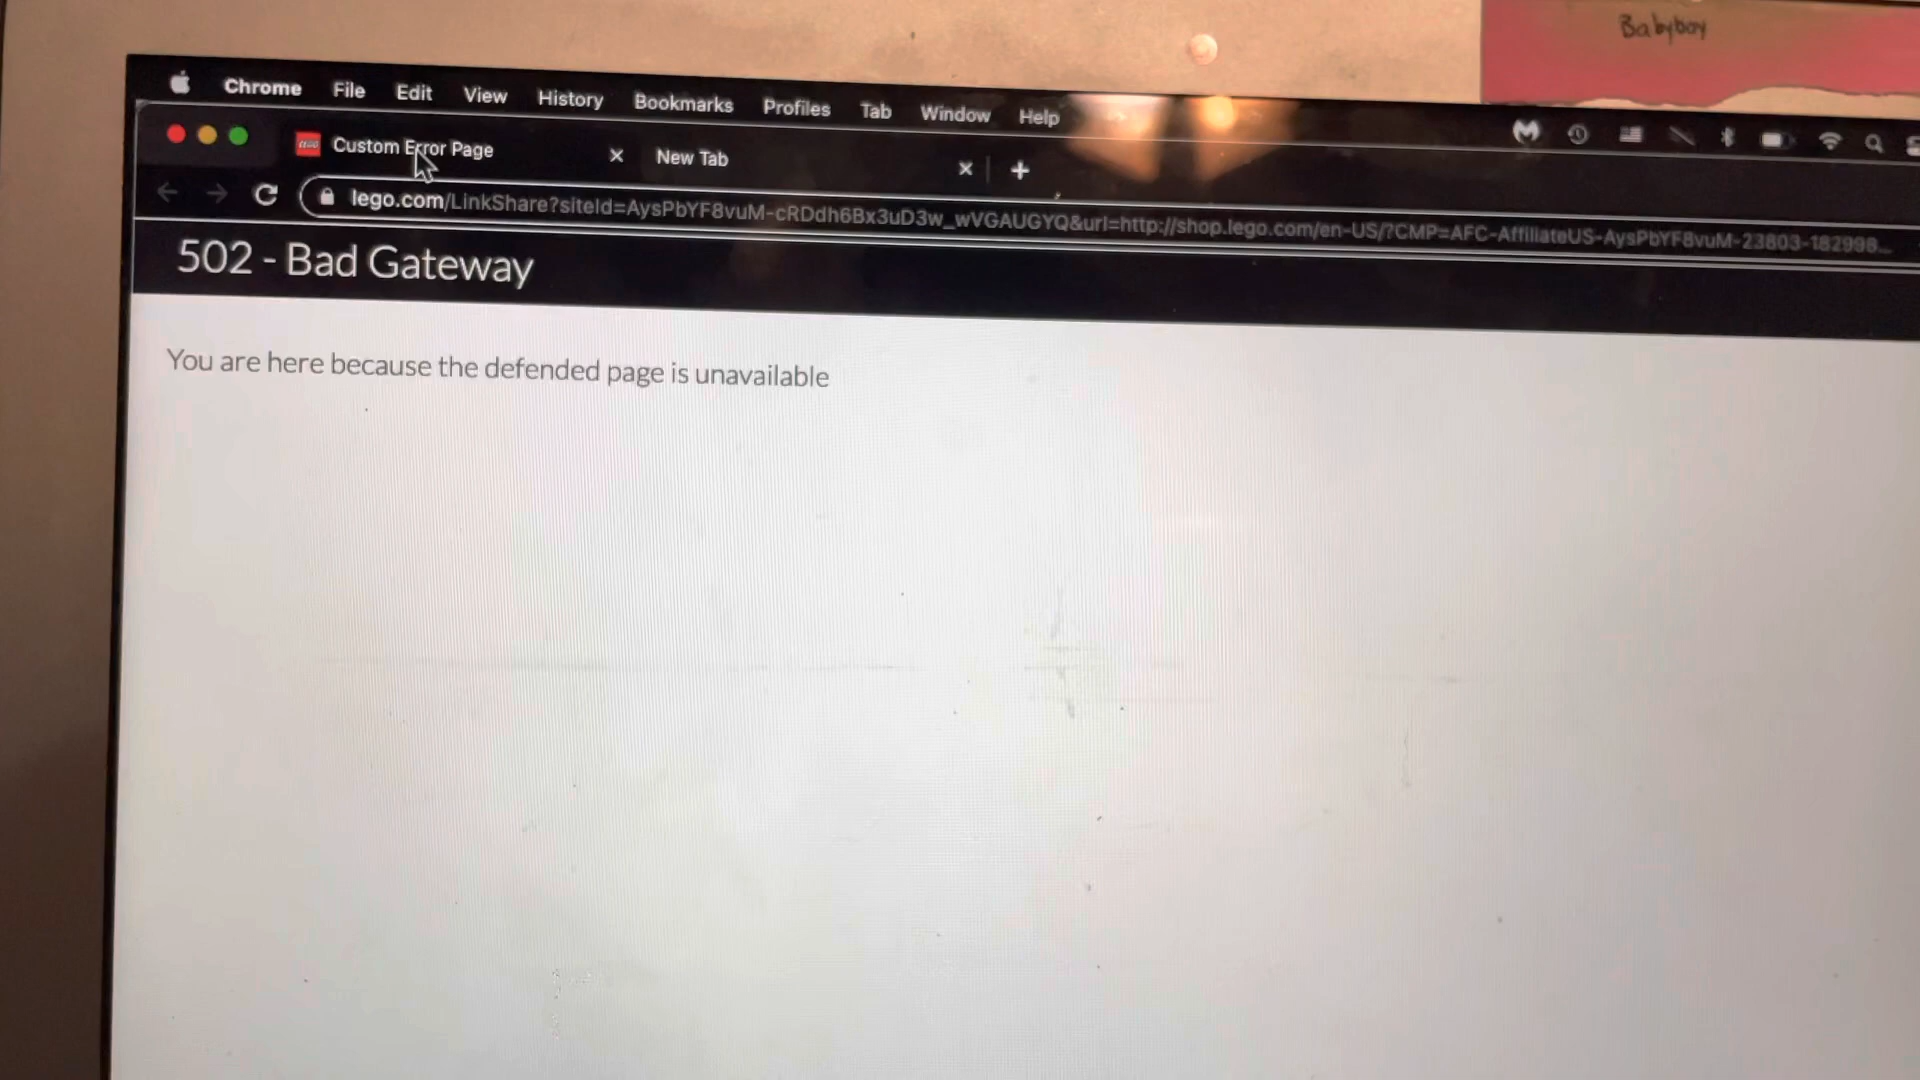 Babyboy
Chrome File Edit View History Bookmarks Profiles Tab Window Help
Custom Error Page
New Tab
lego.com/LinkShare?siteId=AysPbYF8vuM-cRDdh6Bx3uD3w_wVGAUGYQ&url=http://shop.lego.com/en-US/?CMP=AFC-AffiliateUS-AysPbYF8vuM-23803-182998...
502 - Bad Gateway
You are here because the defended page is unavailable